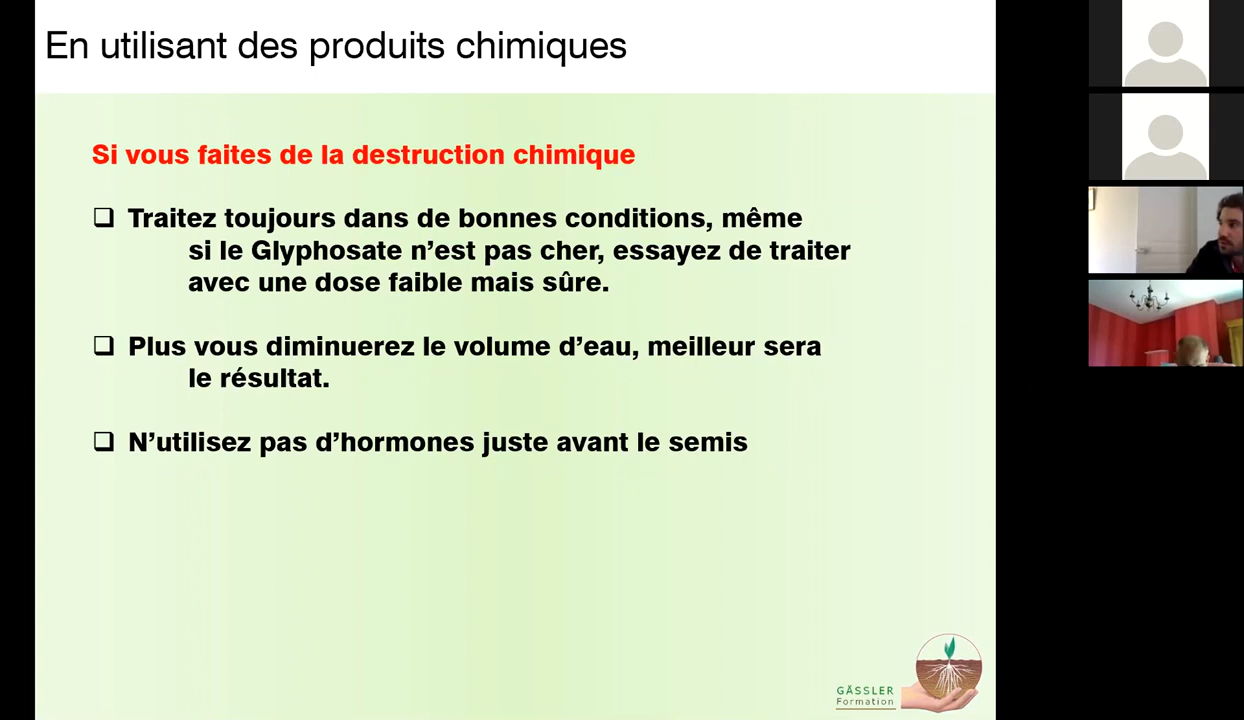 En utilisant des produits chimiques
Si vous faites de la destruction chimique
❑ Traitez toujours dans de bonnes conditions, même
si le Glyphosate n’est pas cher, essayez de traiter
avec une dose faible mais sûre.
❑ Plus vous diminuerez le volume d’eau, meilleur sera
le résultat.
❑ N’utilisez pas d’hormones juste avant le semis
GÄSSLER
Formation